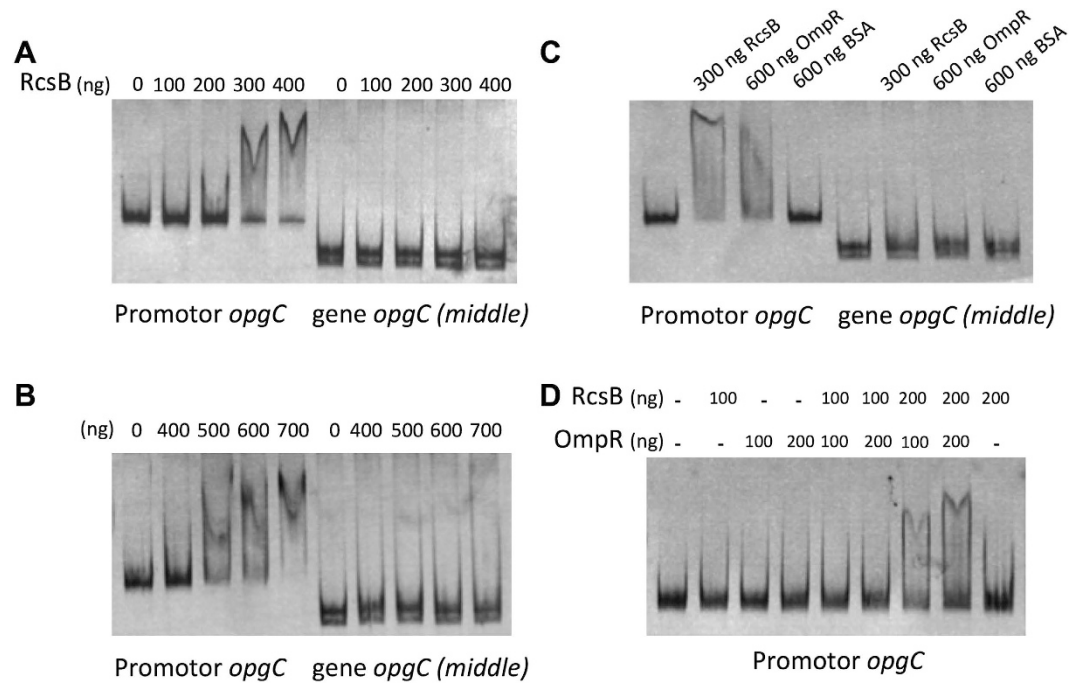 A
RcsB (ng) 0 100 200 300 400 0 100 200 300 400
Promotor opgC gene opgC (middle)
B
(ng) 0 400 500 600 700 0 400 500 600 700
Promotor opgC gene opgC (middle)
C
300 ng RcsB 600 ng OmpR 600 ng BSA 300 ng RcsB 600 ng OmpR 600 ng BSA
Promotor opgC gene opgC (middle)
D
RcsB (ng) - 100 - - 100 100 200 200 200
OmpR (ng) - - 100 200 100 200 100 200 -
Promotor opgC